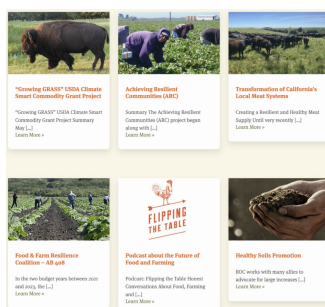 "Growing GRASS" USDA Climate
Smart Commodity Grant Project
"Growing GRASS" USDA Climate
Smart Commodity Grant Project Summary
May [...]
Learn More »
Achieving Resilient
Communities (ARC)
Summary The Achieving Resilient
Communities (ARC) project began
along with [...]
Learn More »
Transformation of California's
Local Meat Systems
Creating a Resilient and Healthy Meat
Supply Until very recently [...]
Learn More »
Food & Farm Resilience
Coalition – AB 408
In the two budget years between 2021
and 2023, the [...]
Learn More »
FLIPPING
THE TABLE
Podcast about the Future of
Food and Farming
Podcast: Flipping the Table Honest
Conversations About Food, Farming
and [...]
Learn More »
Healthy Soils Promotion
ROC works with many allies to
advocate for large increases [...]
Learn More »